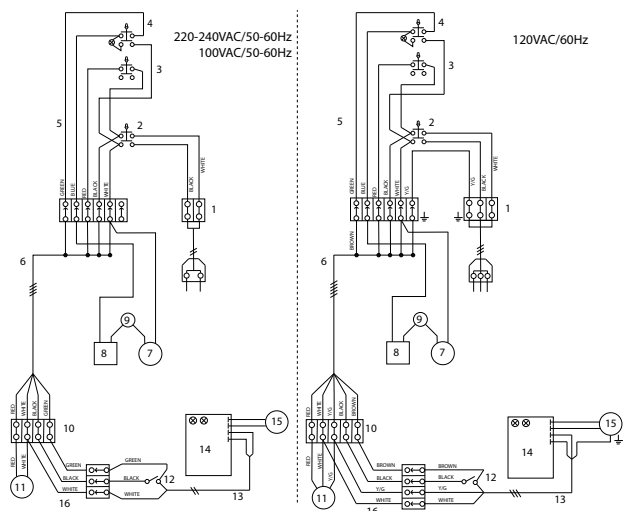 220-240VAC/50-60Hz
100VAC/50-60Hz
4
3
5
2
GREEN
BLUE
RED
BLACK
WHITE
BLACK
WHITE
1
6
9
8
7
RED
WHITE
BLACK
GREEN
10
RED
WHITE
11
GREEN
BLACK
WHITE
GREEN
BLACK
WHITE
12
16
13
14
15
120VAC/60Hz
4
3
5
2
GREEN
BLUE
RED
BLACK
WHITE
Y/G
Y/G
BLACK
WHITE
1
BROWN
6
9
8
7
RED
WHITE
Y/G
BLACK
BROWN
10
RED
WHITE
Y/G
11
BROWN
BLACK
Y/G
WHITE
BROWN
BLACK
Y/G
WHITE
12
16
13
14
15